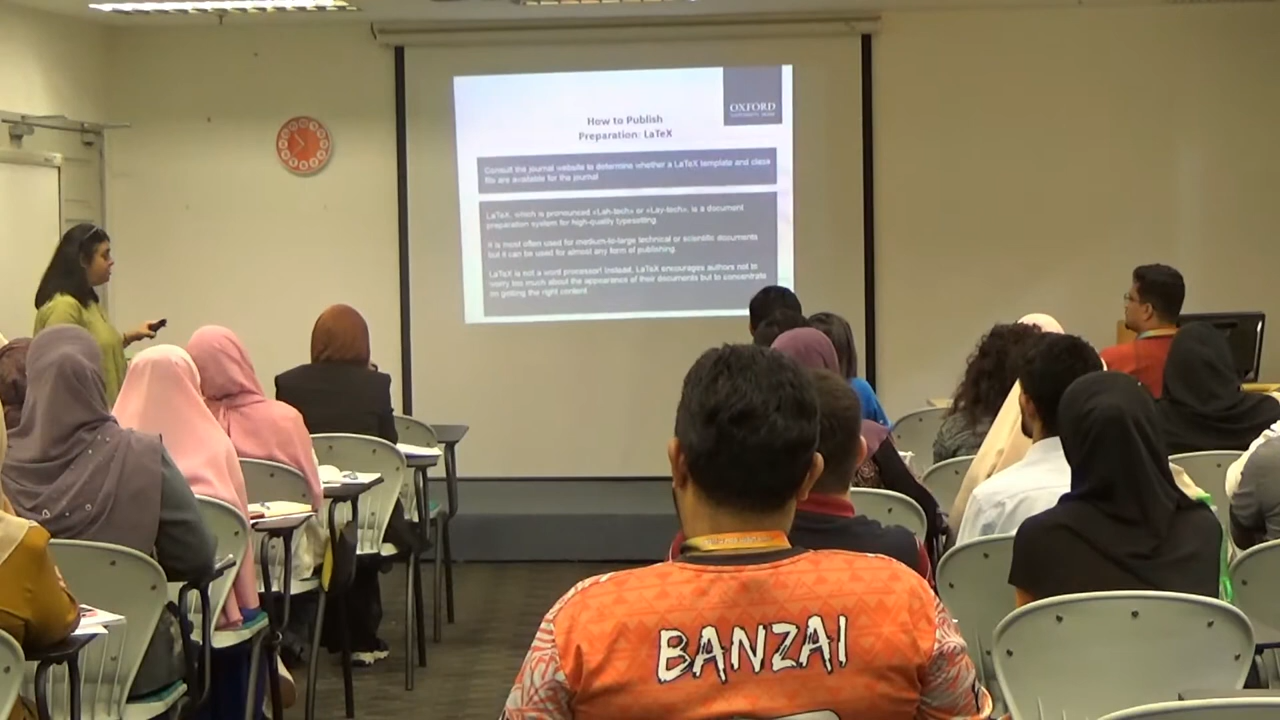 OXFORD
UNIVERSITY PRESS
How to Publish
Preparation: LaTeX
Consult the journal website to determine whether a LaTeX template and class
file are available for the journal
LaTeX, which is pronounced «Lah-tech» or «Lay-tech», is a document
preparation system for high-quality typesetting.
It is most often used for medium-to-large technical or scientific documents
but it can be used for almost any form of publishing.
LaTeX is not a word processor! Instead, LaTeX encourages authors not to
worry too much about the appearance of their documents but to concentrate
on getting the right content.
BANZAI